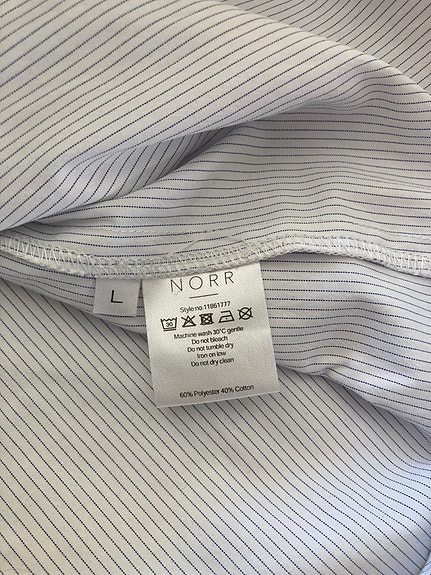 NORR
L
Style no.11861777
30
Machine wash 30°C gentle
Do not bleach
Do not tumble dry
Iron on low
Do not dry clean
60% Polyester 40% Cotton